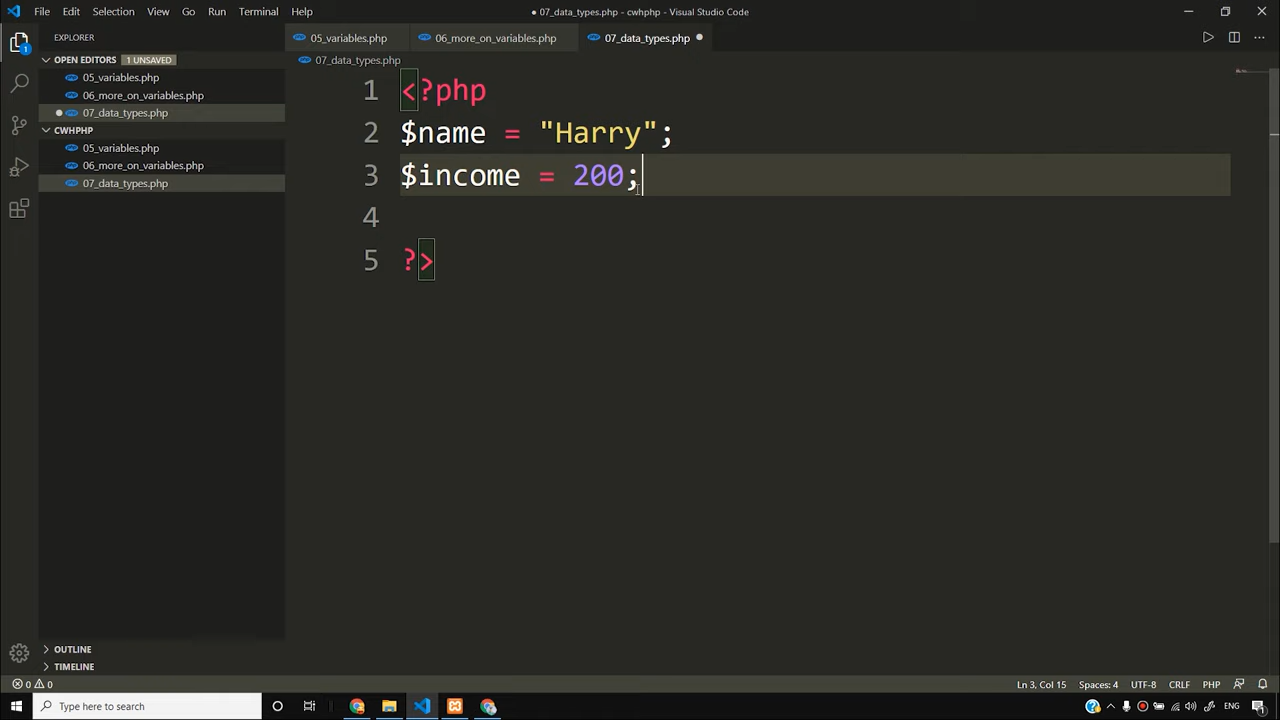 File Edit Selection View Go Run Terminal Help
● 07_data_types.php - cwhphp - Visual Studio Code
EXPLORER
05_variables.php
06_more_on_variables.php
07_data_types.php
OPEN EDITORS 1 UNSAVED
05_variables.php
06_more_on_variables.php
07_data_types.php
CWHPHP
05_variables.php
06_more_on_variables.php
07_data_types.php
OUTLINE
TIMELINE
07_data_types.php
1 <?php
2 $name = "Harry";
3 $income = 200;
4
5 ?>
0 0
Ln 3, Col 15 Spaces: 4 UTF-8 CRLF PHP
Type here to search
ENG
1
1